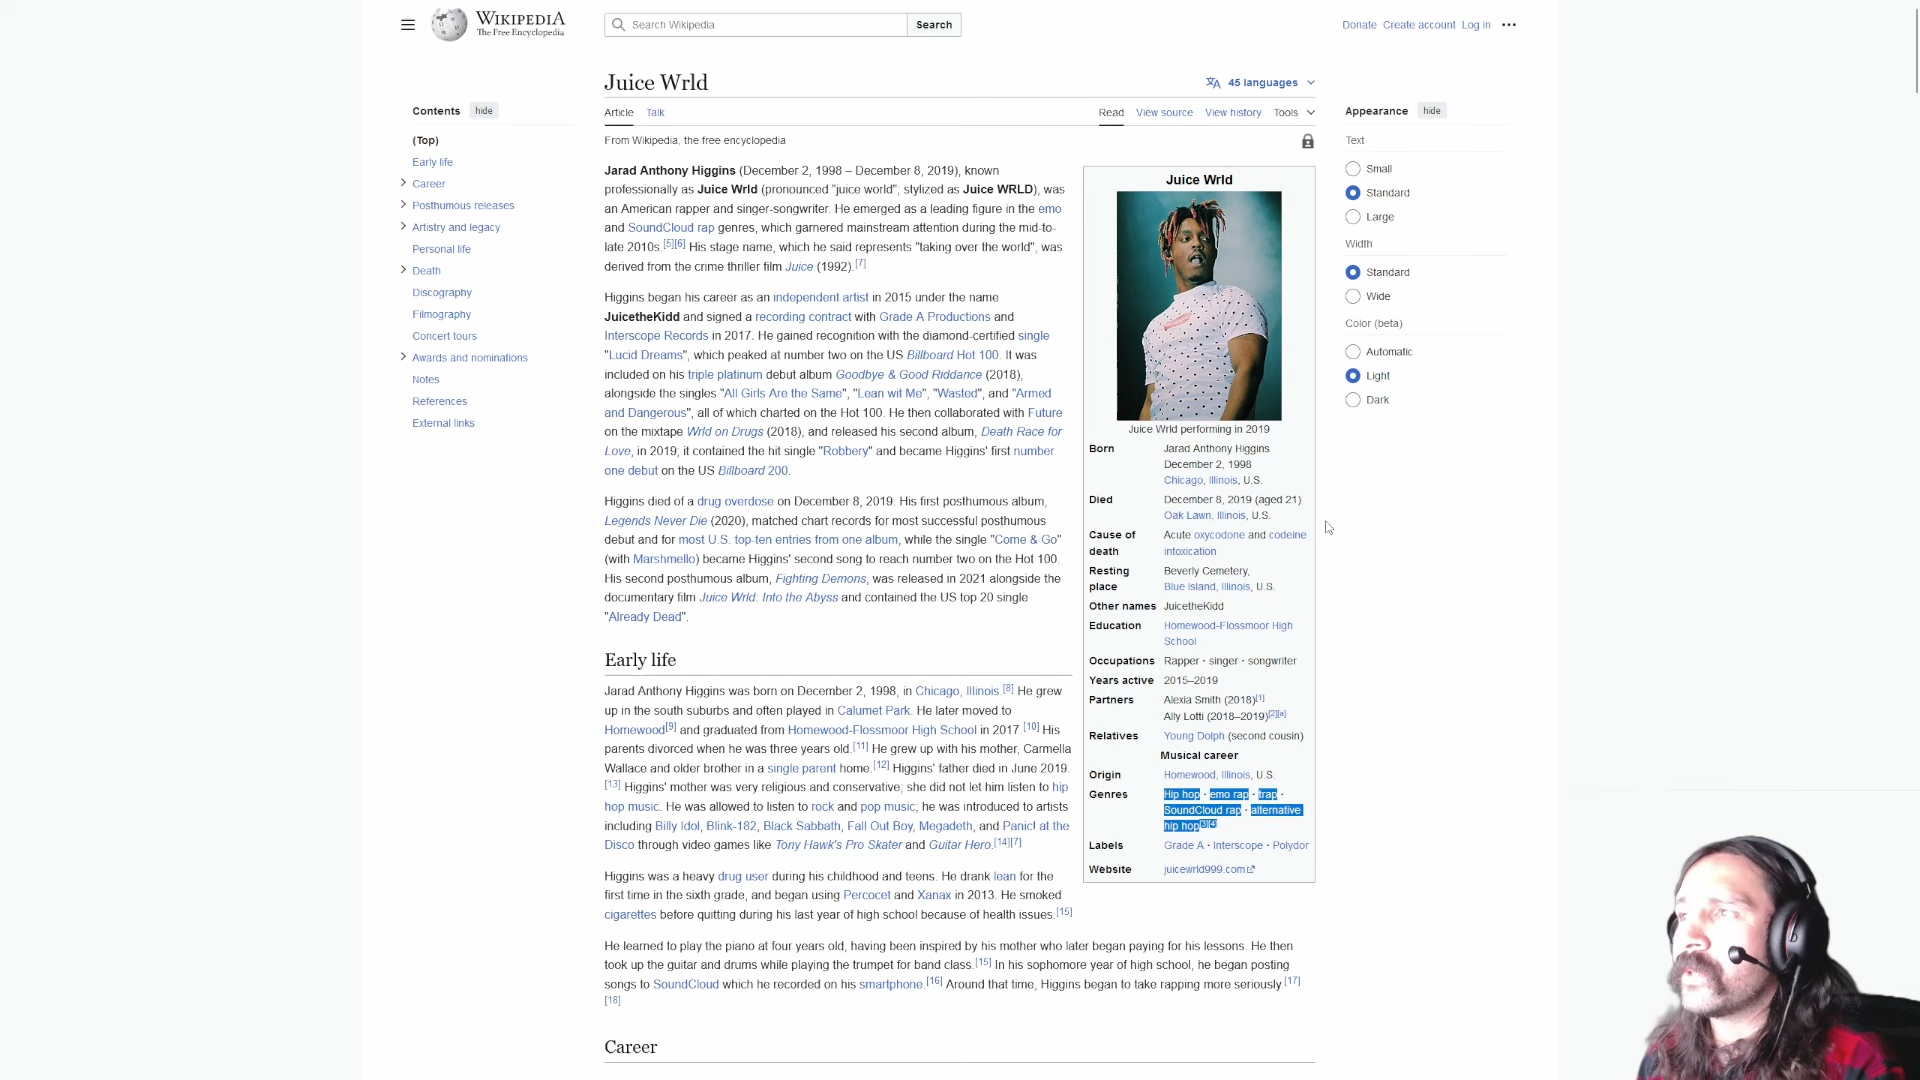 WIKIPEDIA
The Free Encyclopedia
Search Wikipedia
Search
Donate Create account Log in
Juice Wrld
45 languages
Article Talk
Read View source View history Tools
From Wikipedia, the free encyclopedia
Contents hide
(Top)
Early life
Career
Posthumous releases
Artistry and legacy
Personal life
Death
Discography
Filmography
Concert tours
Awards and nominations
Notes
References
External links
Jarad Anthony Higgins (December 2, 1998 – December 8, 2019), known
professionally as Juice Wrld (pronounced "juice world"; stylized as Juice WRLD), was
an American rapper and singer-songwriter. He emerged as a leading figure in the emo
and SoundCloud rap genres, which garnered mainstream attention during the mid-to-
late 2010s.[5][6] His stage name, which he said represents "taking over the world", was
derived from the crime thriller film Juice (1992).[7]
Higgins began his career as an independent artist in 2015 under the name
JuicetheKidd and signed a recording contract with Grade A Productions and
Interscope Records in 2017. He gained recognition with the diamond-certified single
"Lucid Dreams", which peaked at number two on the US Billboard Hot 100. It was
included on his triple platinum debut album Goodbye & Good Riddance (2018),
alongside the singles "All Girls Are the Same", "Lean wit Me", "Wasted", and "Armed
and Dangerous", all of which charted on the Hot 100. He then collaborated with Future
on the mixtape Wrld on Drugs (2018), and released his second album, Death Race for
Love, in 2019; it contained the hit single "Robbery" and became Higgins' first number
one debut on the US Billboard 200.
Higgins died of a drug overdose on December 8, 2019. His first posthumous album,
Legends Never Die (2020), matched chart records for most successful posthumous
debut and for most U.S. top-ten entries from one album, while the single "Come & Go"
(with Marshmello) became Higgins' second song to reach number two on the Hot 100.
His second posthumous album, Fighting Demons, was released in 2021 alongside the
documentary film Juice Wrld: Into the Abyss and contained the US top 20 single
"Already Dead".
Early life
Jarad Anthony Higgins was born on December 2, 1998, in Chicago, Illinois.[8] He grew
up in the south suburbs and often played in Calumet Park. He later moved to
Homewood[9] and graduated from Homewood-Flossmoor High School in 2017.[10] His
parents divorced when he was three years old.[11] He grew up with his mother, Carmella
Wallace and older brother in a single parent home.[12] Higgins' father died in June 2019.
[13] Higgins' mother was very religious and conservative; she did not let him listen to hip
hop music. He was allowed to listen to rock and pop music; he was introduced to artists
including Billy Idol, Blink-182, Black Sabbath, Fall Out Boy, Megadeth, and Panic! at the
Disco through video games like Tony Hawk's Pro Skater and Guitar Hero.[14][7]
Higgins was a heavy drug user during his childhood and teens. He drank lean for the
first time in the sixth grade, and began using Percocet and Xanax in 2013. He smoked
cigarettes before quitting during his last year of high school because of health issues.[15]
He learned to play the piano at four years old, having been inspired by his mother who later began paying for his lessons. He then
took up the guitar and drums while playing the trumpet for band class.[15] In his sophomore year of high school, he began posting
songs to SoundCloud which he recorded on his smartphone.[16] Around that time, Higgins began to take rapping more seriously.[17]
[18]
Career
Juice Wrld
Juice Wrld performing in 2019
Born Jarad Anthony Higgins
December 2, 1998
Chicago, Illinois, U.S.
Died December 8, 2019 (aged 21)
Oak Lawn, Illinois, U.S.
Cause of death Acute oxycodone and codeine
intoxication
Resting place Beverly Cemetery,
Blue Island, Illinois, U.S.
Other names JuicetheKidd
Education Homewood-Flossmoor High
School
Occupations Rapper · singer · songwriter
Years active 2015–2019
Partners Alexia Smith (2018)[1]
Ally Lotti (2018–2019)[2][a]
Relatives Young Dolph (second cousin)
Musical career
Origin Homewood, Illinois, U.S.
Genres Hip hop · emo rap · trap ·
SoundCloud rap · alternative
hip hop[3][4]
Labels Grade A · Interscope · Polydor
Website juicewrld999.com
Appearance hide
Text
Small
Standard
Large
Width
Standard
Wide
Color (beta)
Automatic
Light
Dark